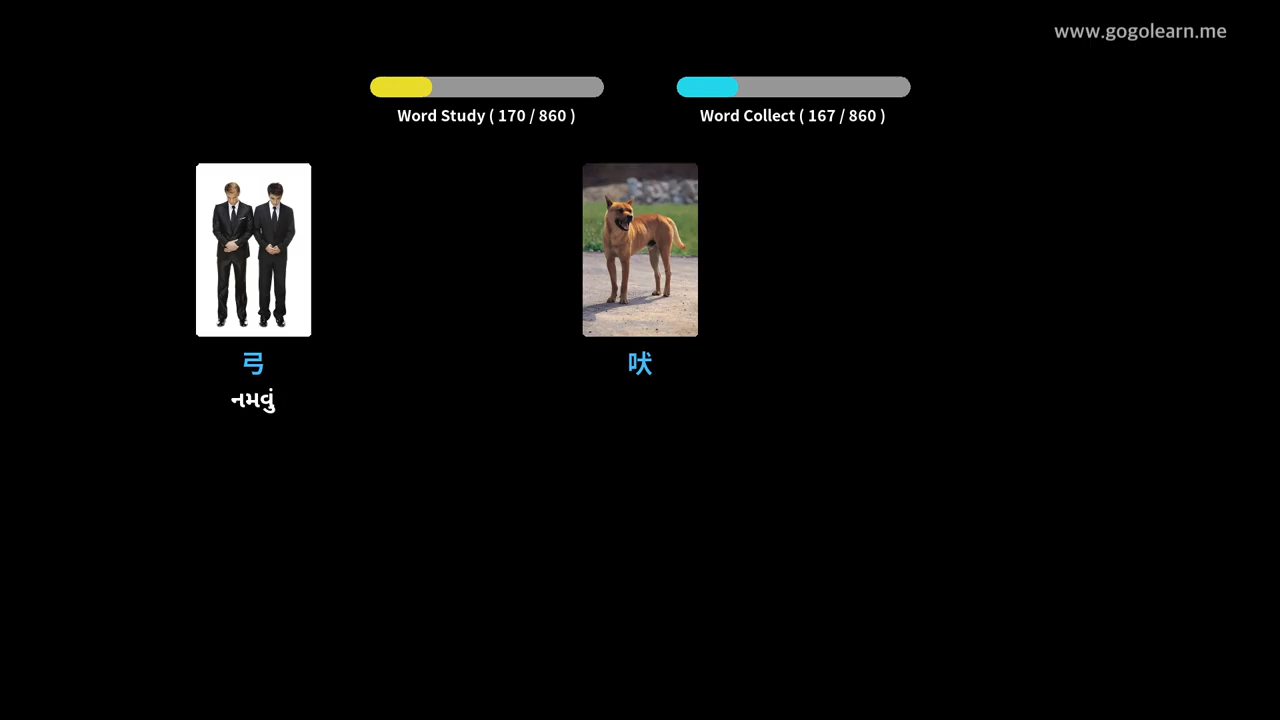 www.gogolearn.me
Word Study ( 170 / 860 )
Word Collect ( 167 / 860 )
弓
吠
નમવું